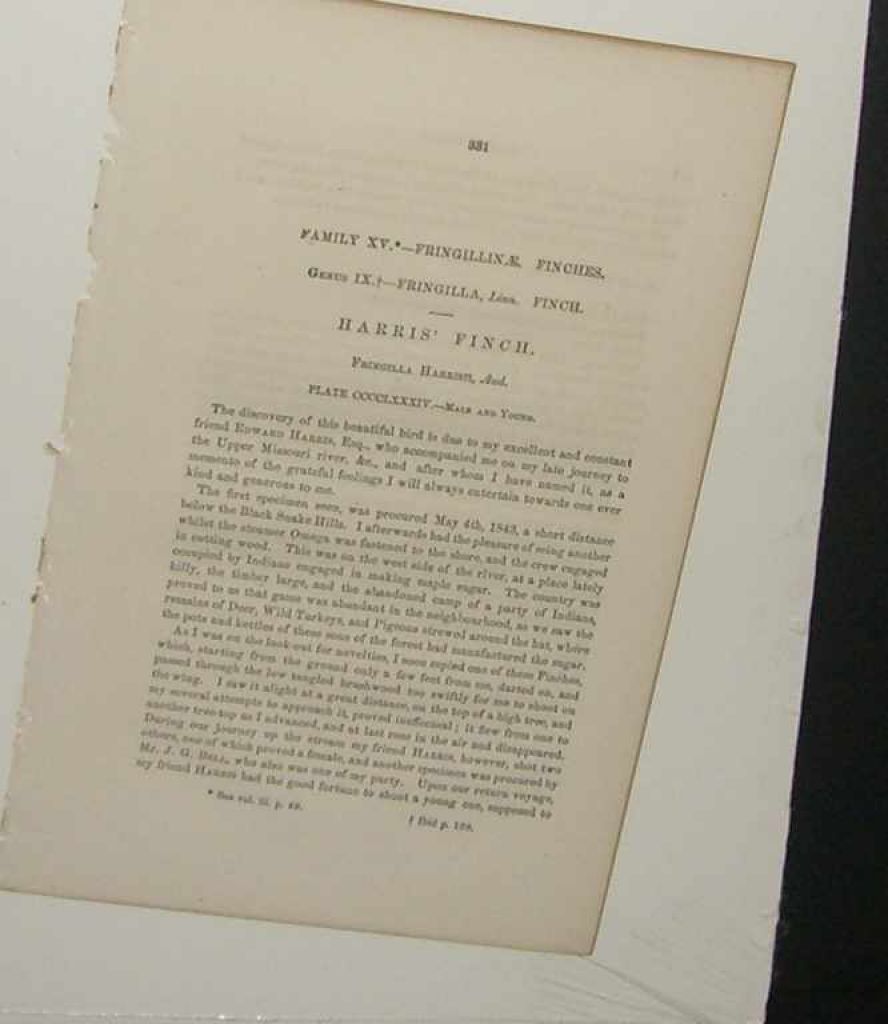 331
FAMILY XV.*—FRINGILLINÆ. FINCHES.
Genus IX.†—FRINGILLA, Linn. FINCH.
HARRIS' FINCH.
Fringilla Harrisii, Aud.
PLATE CCCCLXXXIV.—Male and Young.
The discovery of this beautiful bird is due to my excellent and constant
friend Edward Harris, Esq., who accompanied me on my late journey to
the Upper Missouri river, &c., and after whom I have named it, as a
memento of the grateful feelings I will always entertain towards one ever
kind and generous to me.
The first specimen seen, was procured May 4th, 1843, a short distance
below the Black Snake Hills. I afterwards had the pleasure of seeing another
whilst the steamer Omega was fastened to the shore, and the crew engaged
in cutting wood. This was on the west side of the river, at a place lately
occupied by Indians engaged in making maple sugar. The country was
hilly, the timber large, and the abandoned camp of a party of Indians,
proved to us that game was abundant in the neighbourhood, as we saw the
remains of Deer, Wild Turkeys, and Pigeons strewed around the hut, where
the pots and kettles of these sons of the forest had manufactured the sugar.
As I was on the look-out for novelties, I soon espied one of these Finches,
which, starting from the ground only a few feet from me, darted on, and
passed through the low tangled brushwood too swiftly for me to shoot on
the wing. I saw it alight at a great distance, on the top of a high tree, and
my several attempts to approach it, proved ineffectual; it flew from one to
another tree-top as I advanced, and at last rose in the air and disappeared.
During our journey up the stream my friend Harris, however, shot two
others, one of which proved a female, and another specimen was procured by
Mr. J. G. Bell, who also was one of my party. Upon our return voyage,
my friend Harris had the good fortune to shoot a young one, supposed to
* See vol. iii. p. 49.
† Ibid p. 139.